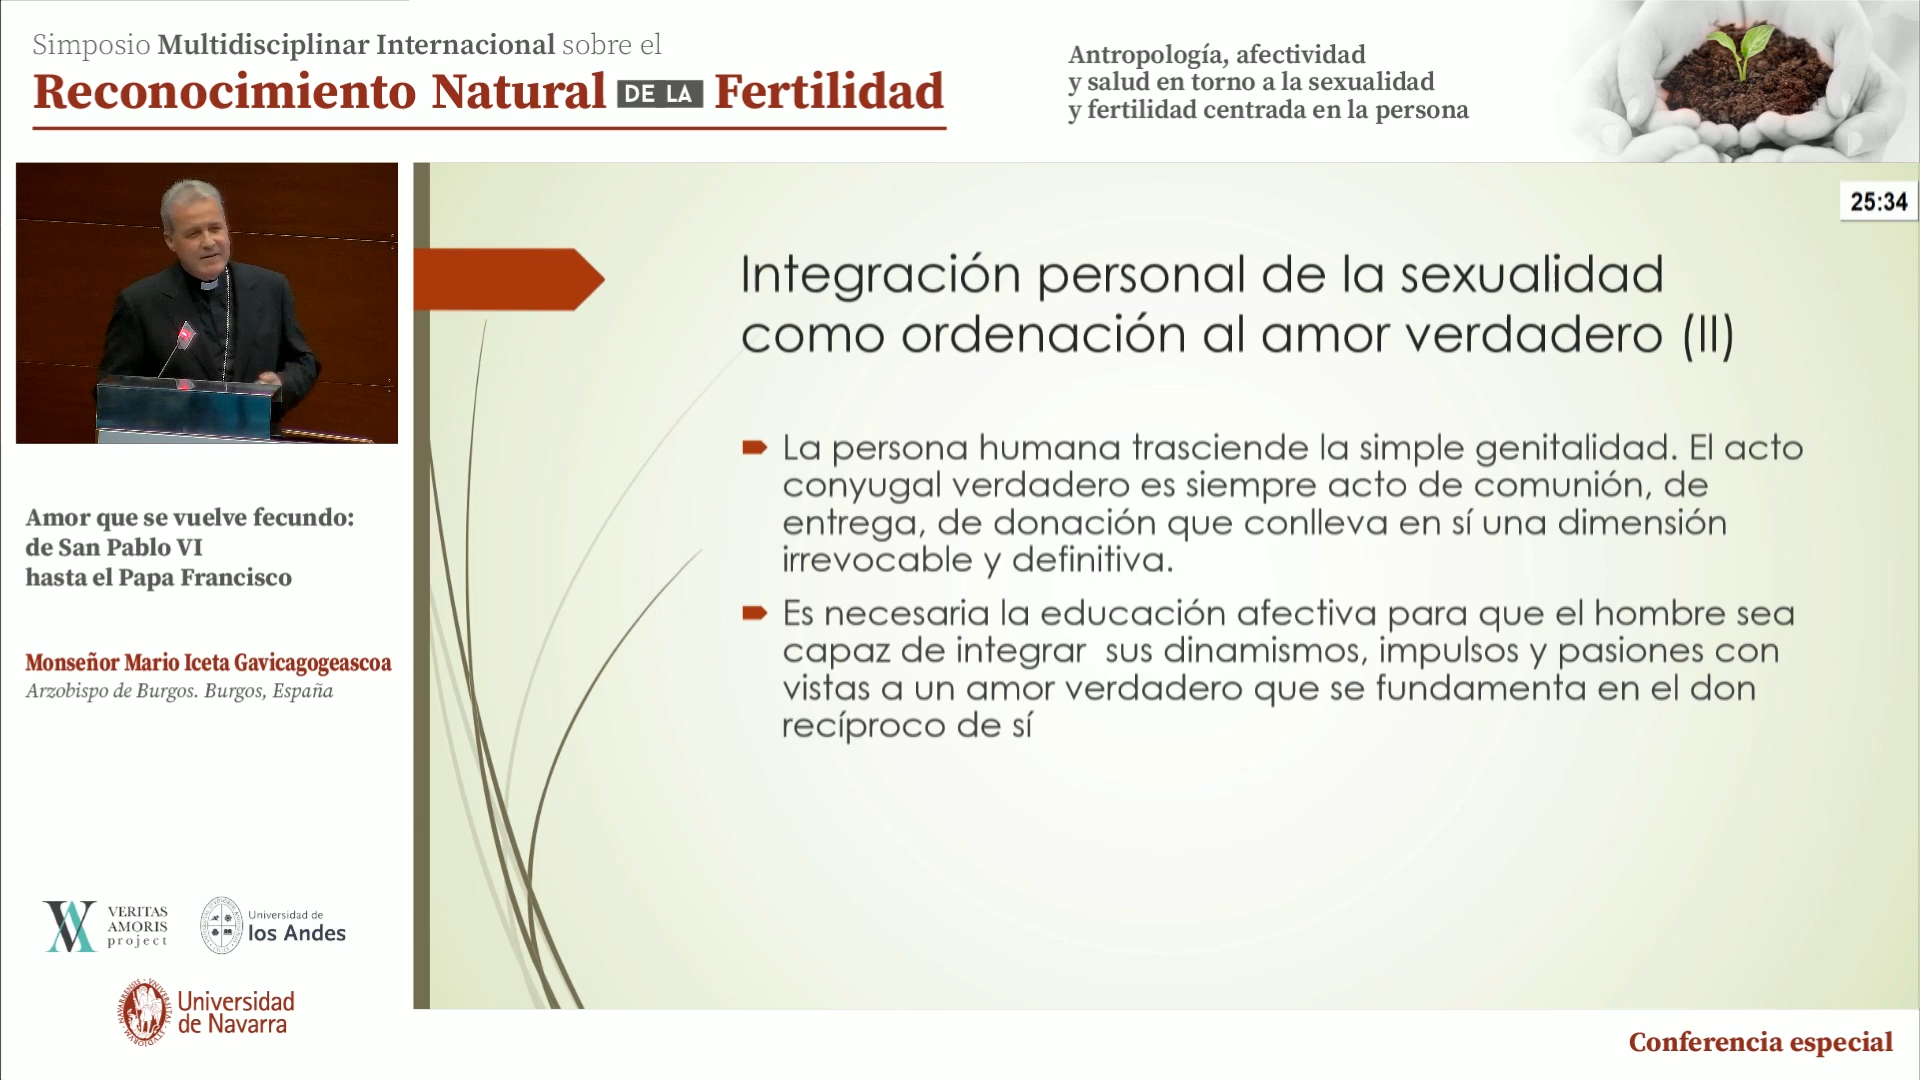 Simposio Multidisciplinar Internacional sobre el
Reconocimiento Natural DE LA Fertilidad
Antropología, afectividad
y salud en torno a la sexualidad
y fertilidad centrada en la persona
25:34
Integración personal de la sexualidad
como ordenación al amor verdadero (II)
La persona humana trasciende la simple genitalidad. El acto
conyugal verdadero es siempre acto de comunión, de
entrega, de donación que conlleva en sí una dimensión
irrevocable y definitiva.
Es necesaria la educación afectiva para que el hombre sea
capaz de integrar sus dinamismos, impulsos y pasiones con
vistas a un amor verdadero que se fundamenta en el don
recíproco de sí
Amor que se vuelve fecundo:
de San Pablo VI
hasta el Papa Francisco
Monseñor Mario Iceta Gavicagogeascoa
Arzobispo de Burgos. Burgos, España
VERITAS
AMORIS
project
Universidad de
los Andes
Universidad
de Navarra
Conferencia especial